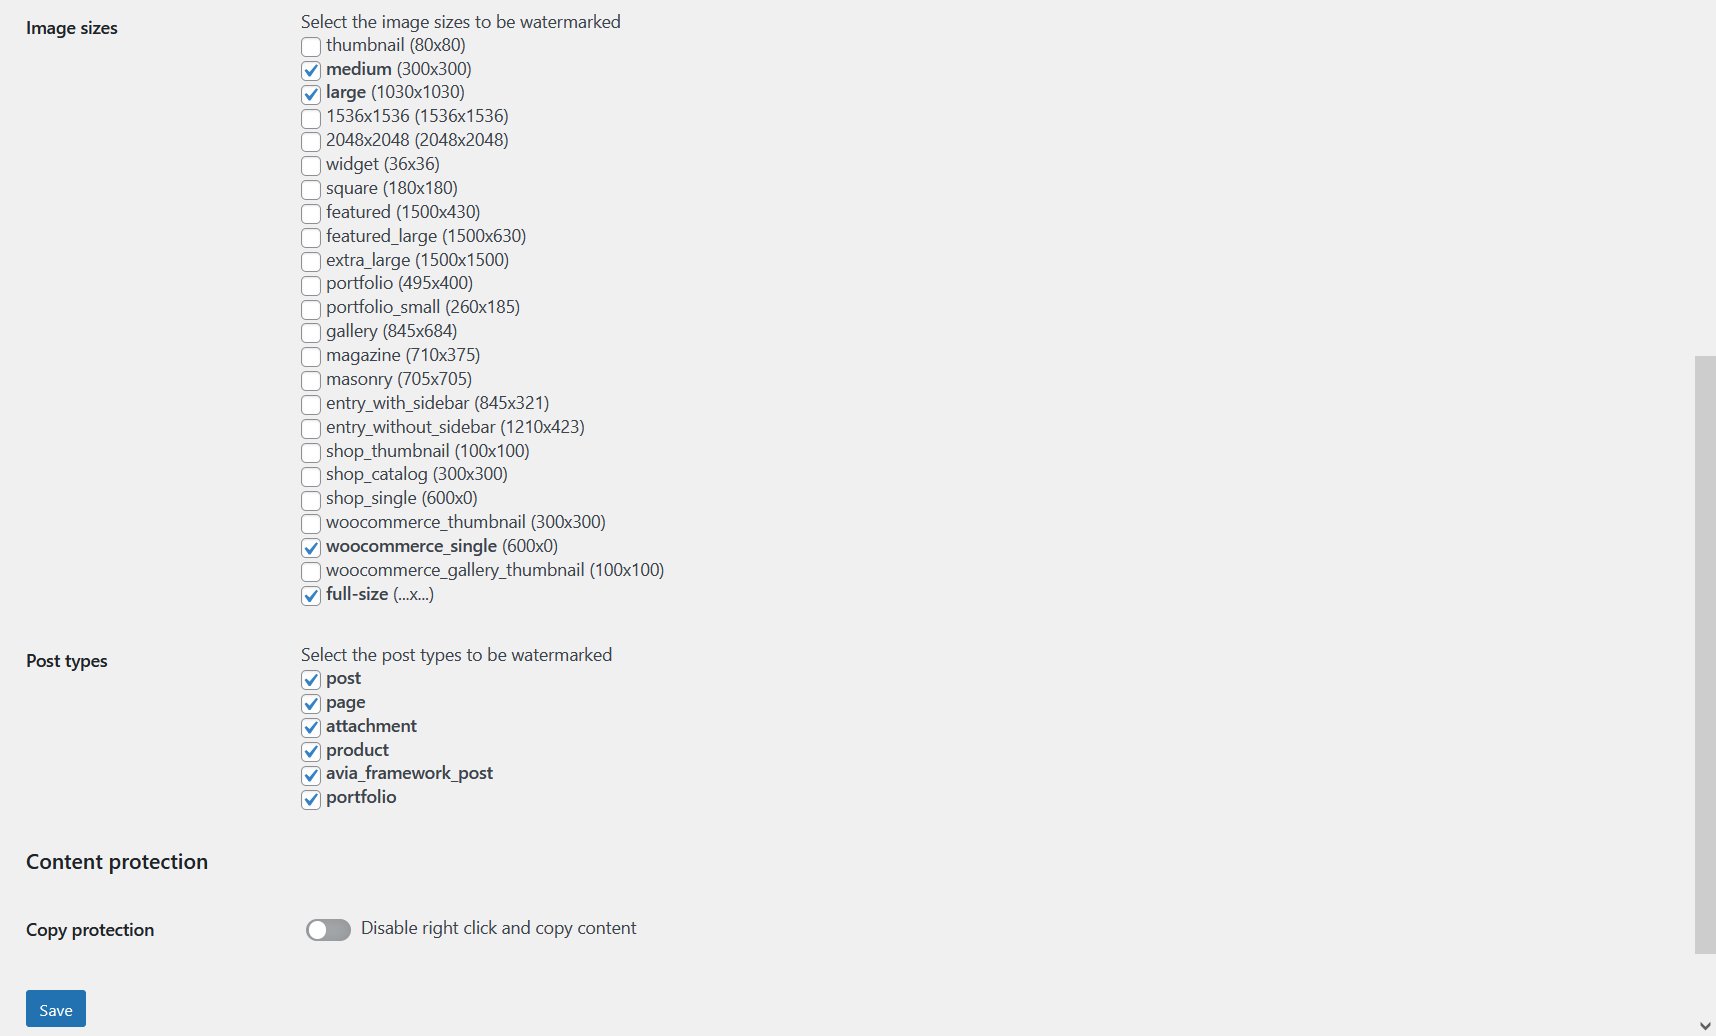 Image sizes
Select the image sizes to be watermarked
thumbnail (80x80)
medium (300x300)
large (1030x1030)
1536x1536 (1536x1536)
2048x2048 (2048x2048)
widget (36x36)
square (180x180)
featured (1500x430)
featured_large (1500x630)
extra_large (1500x1500)
portfolio (495x400)
portfolio_small (260x185)
gallery (845x684)
magazine (710x375)
masonry (705x705)
entry_with_sidebar (845x321)
entry_without_sidebar (1210x423)
shop_thumbnail (100x100)
shop_catalog (300x300)
shop_single (600x0)
woocommerce_thumbnail (300x300)
woocommerce_single (600x0)
woocommerce_gallery_thumbnail (100x100)
full-size (...x...)
Post types
Select the post types to be watermarked
post
page
attachment
product
avia_framework_post
portfolio
Content protection
Copy protection
Disable right click and copy content
Save